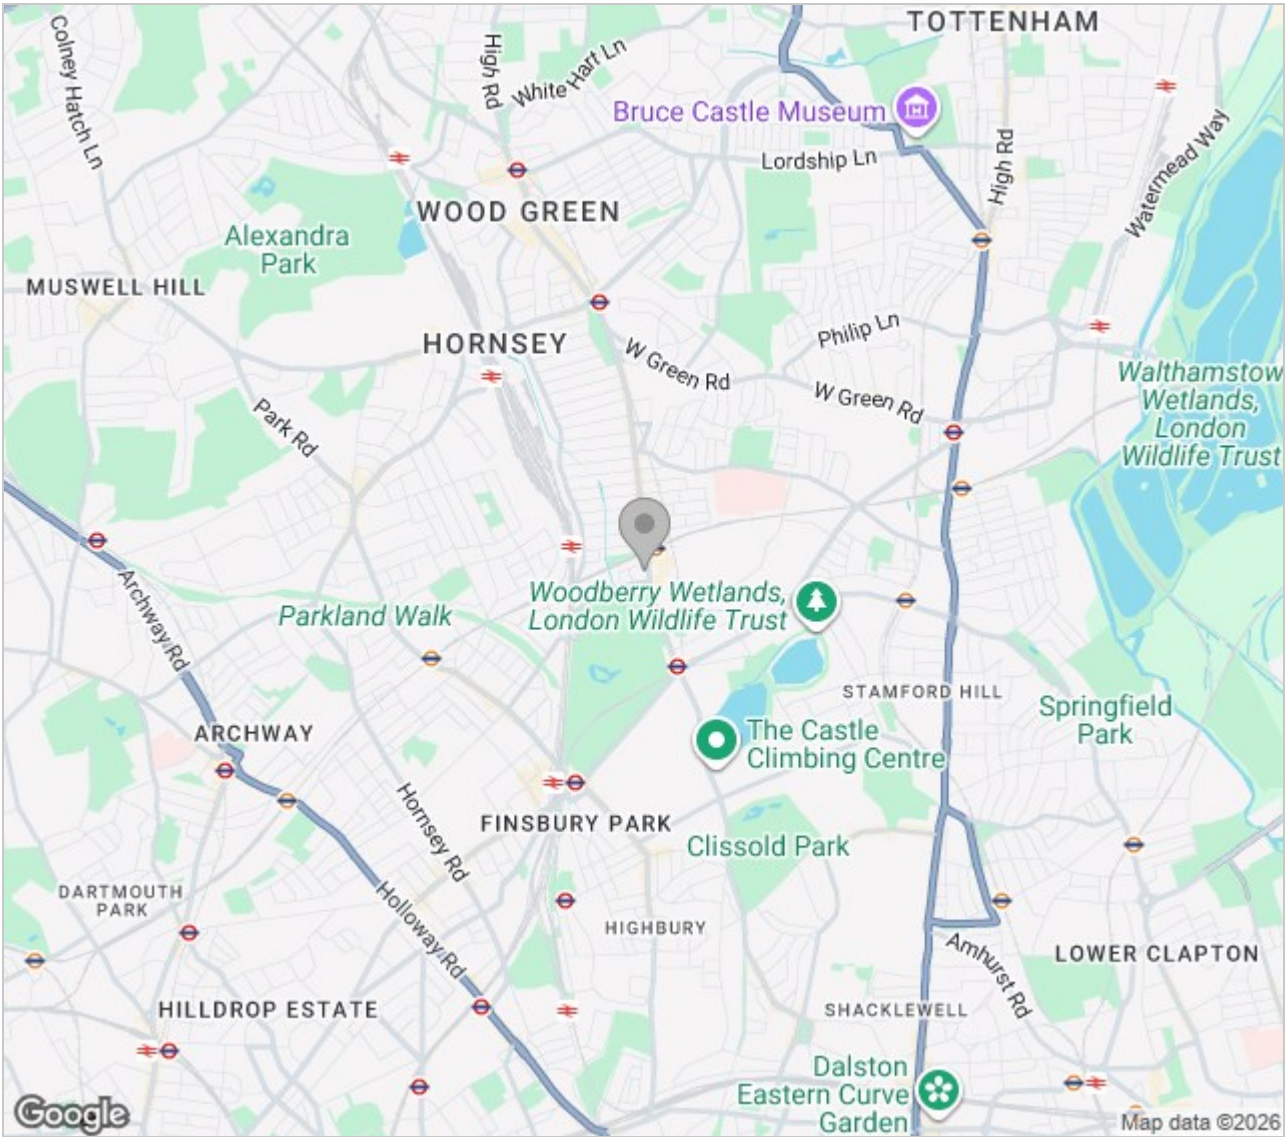 TOTTENHAM
Colney Hatch Ln
High Rd
White Hart Ln
Bruce Castle Museum
Lordship Ln
High Rd
Watermead Way
WOOD GREEN
Alexandra
Park
MUSWELL HILL
HORNSEY
Philip Ln
W Green Rd
W Green Rd
Walthamstow
Wetlands,
London
Wildlife Trust
Park Rd
Archway Rd
Woodberry Wetlands,
London Wildlife Trust
Parkland Walk
STAMFORD HILL
Springfield
Park
ARCHWAY
The Castle
Climbing Centre
Hornsey Rd
FINSBURY PARK
Clissold Park
DARTMOUTH
PARK
Holloway Rd
HIGHBURY
Amhurst Rd
LOWER CLAPTON
HILLDROP ESTATE
SHACKLEWELL
Dalston
Eastern Curve
Garden
Google
Map data ©2026